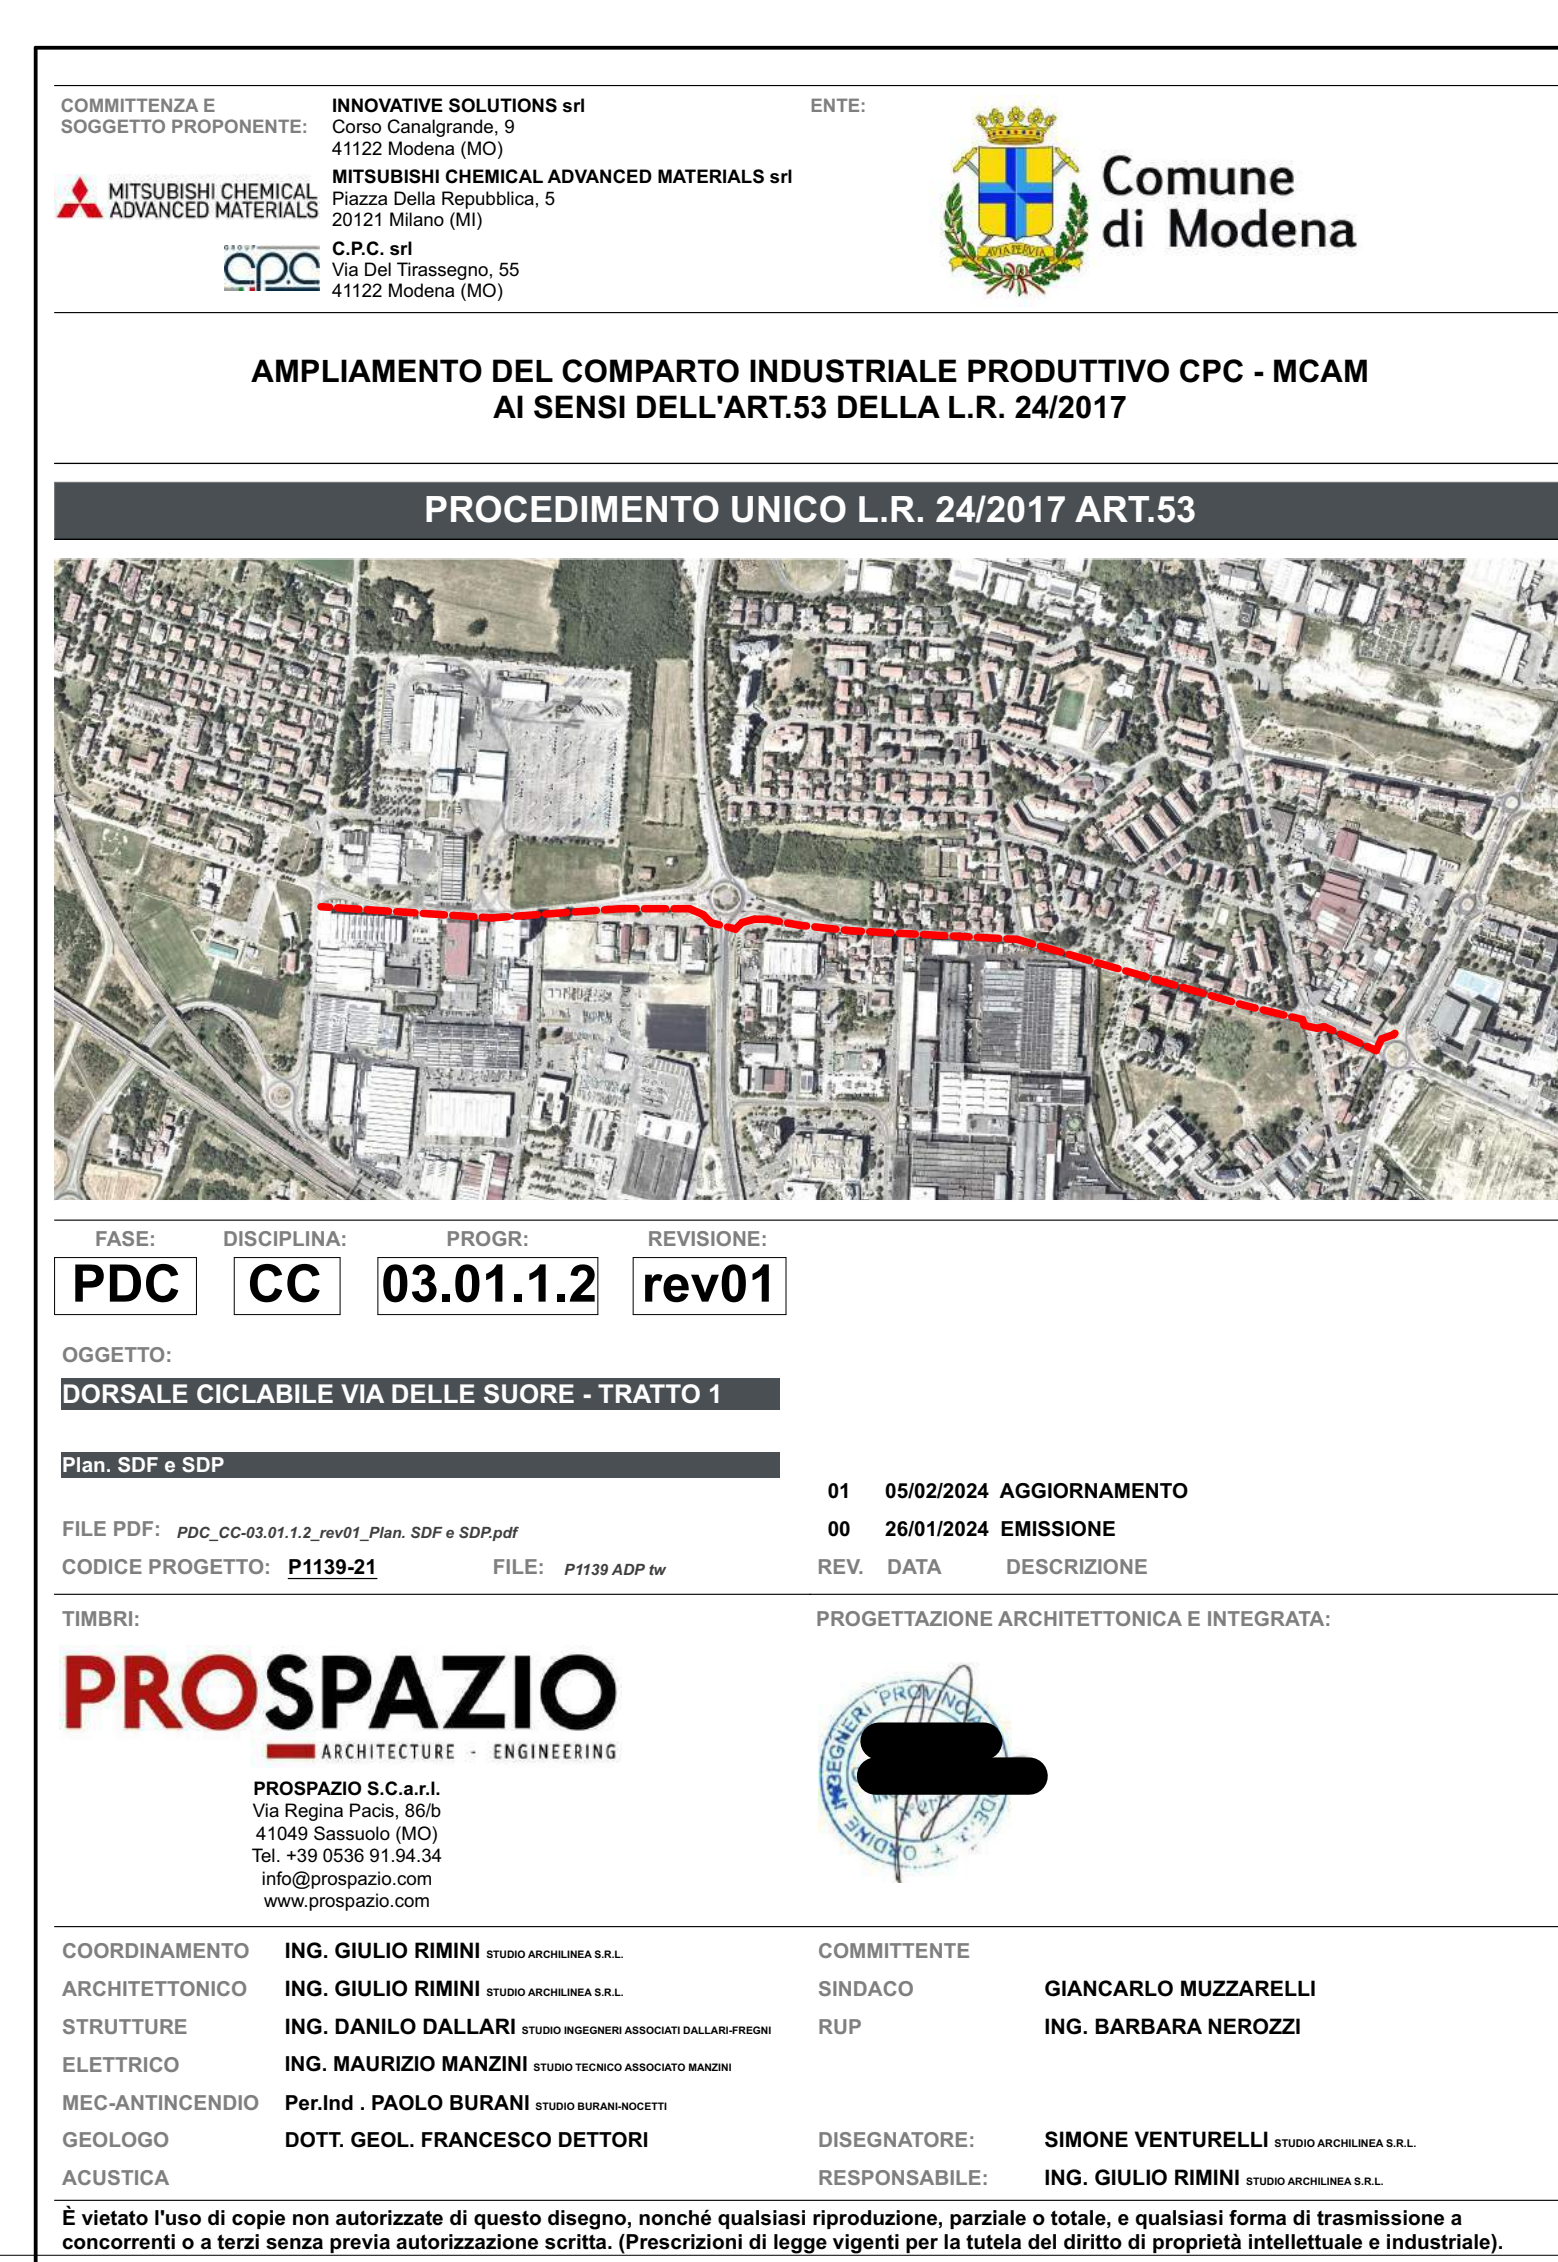 COMMITTENZA E
SOGGETTO PROPONENTE:
INNOVATIVE SOLUTIONS srl
Corso Canalgrande, 9
41122 Modena (MO)
MITSUBISHI CHEMICAL
ADVANCED MATERIALS
MITSUBISHI CHEMICAL ADVANCED MATERIALS srl
Piazza Della Repubblica, 5
20121 Milano (MI)
GROUP
cpc
C.P.C. srl
Via Del Tirassegno, 55
41122 Modena (MO)
ENTE:
AVIA PERVIA
Comune
di Modena
AMPLIAMENTO DEL COMPARTO INDUSTRIALE PRODUTTIVO CPC - MCAM
AI SENSI DELL'ART.53 DELLA L.R. 24/2017
PROCEDIMENTO UNICO L.R. 24/2017 ART.53
FASE: DISCIPLINA: PROGR: REVISIONE:
PDC CC 03.01.1.2 rev01
OGGETTO:
DORSALE CICLABILE VIA DELLE SUORE - TRATTO 1
Plan. SDF e SDP
01 05/02/2024 AGGIORNAMENTO
FILE PDF: PDC_CC-03.01.1.2_rev01_Plan. SDF e SDP.pdf
00 26/01/2024 EMISSIONE
CODICE PROGETTO: P1139-21 FILE: P1139 ADP tw
REV. DATA DESCRIZIONE
TIMBRI:
PROSPAZIO
ARCHITECTURE - ENGINEERING
PROSPAZIO S.C.a.r.l.
Via Regina Pacis, 86/b
41049 Sassuolo (MO)
Tel. +39 0536 91.94.34
info@prospazio.com
www.prospazio.com
PROGETTAZIONE ARCHITETTONICA E INTEGRATA:
ORDINE INGEGNERI PROVINCIA
COORDINAMENTO ING. GIULIO RIMINI STUDIO ARCHILINEA S.R.L.
COMMITTENTE
ARCHITETTONICO ING. GIULIO RIMINI STUDIO ARCHILINEA S.R.L.
SINDACO GIANCARLO MUZZARELLI
STRUTTURE ING. DANILO DALLARI STUDIO INGEGNERI ASSOCIATI DALLARI-FREGNI
RUP ING. BARBARA NEROZZI
ELETTRICO ING. MAURIZIO MANZINI STUDIO TECNICO ASSOCIATO MANZINI
MEC-ANTINCENDIO Per.Ind . PAOLO BURANI STUDIO BURANI-NOCETTI
GEOLOGO DOTT. GEOL. FRANCESCO DETTORI
DISEGNATORE: SIMONE VENTURELLI STUDIO ARCHILINEA S.R.L.
ACUSTICA
RESPONSABILE: ING. GIULIO RIMINI STUDIO ARCHILINEA S.R.L.
È vietato l'uso di copie non autorizzate di questo disegno, nonché qualsiasi riproduzione, parziale o totale, e qualsiasi forma di trasmissione a
concorrenti o a terzi senza previa autorizzazione scritta. (Prescrizioni di legge vigenti per la tutela del diritto di proprietà intellettuale e industriale).